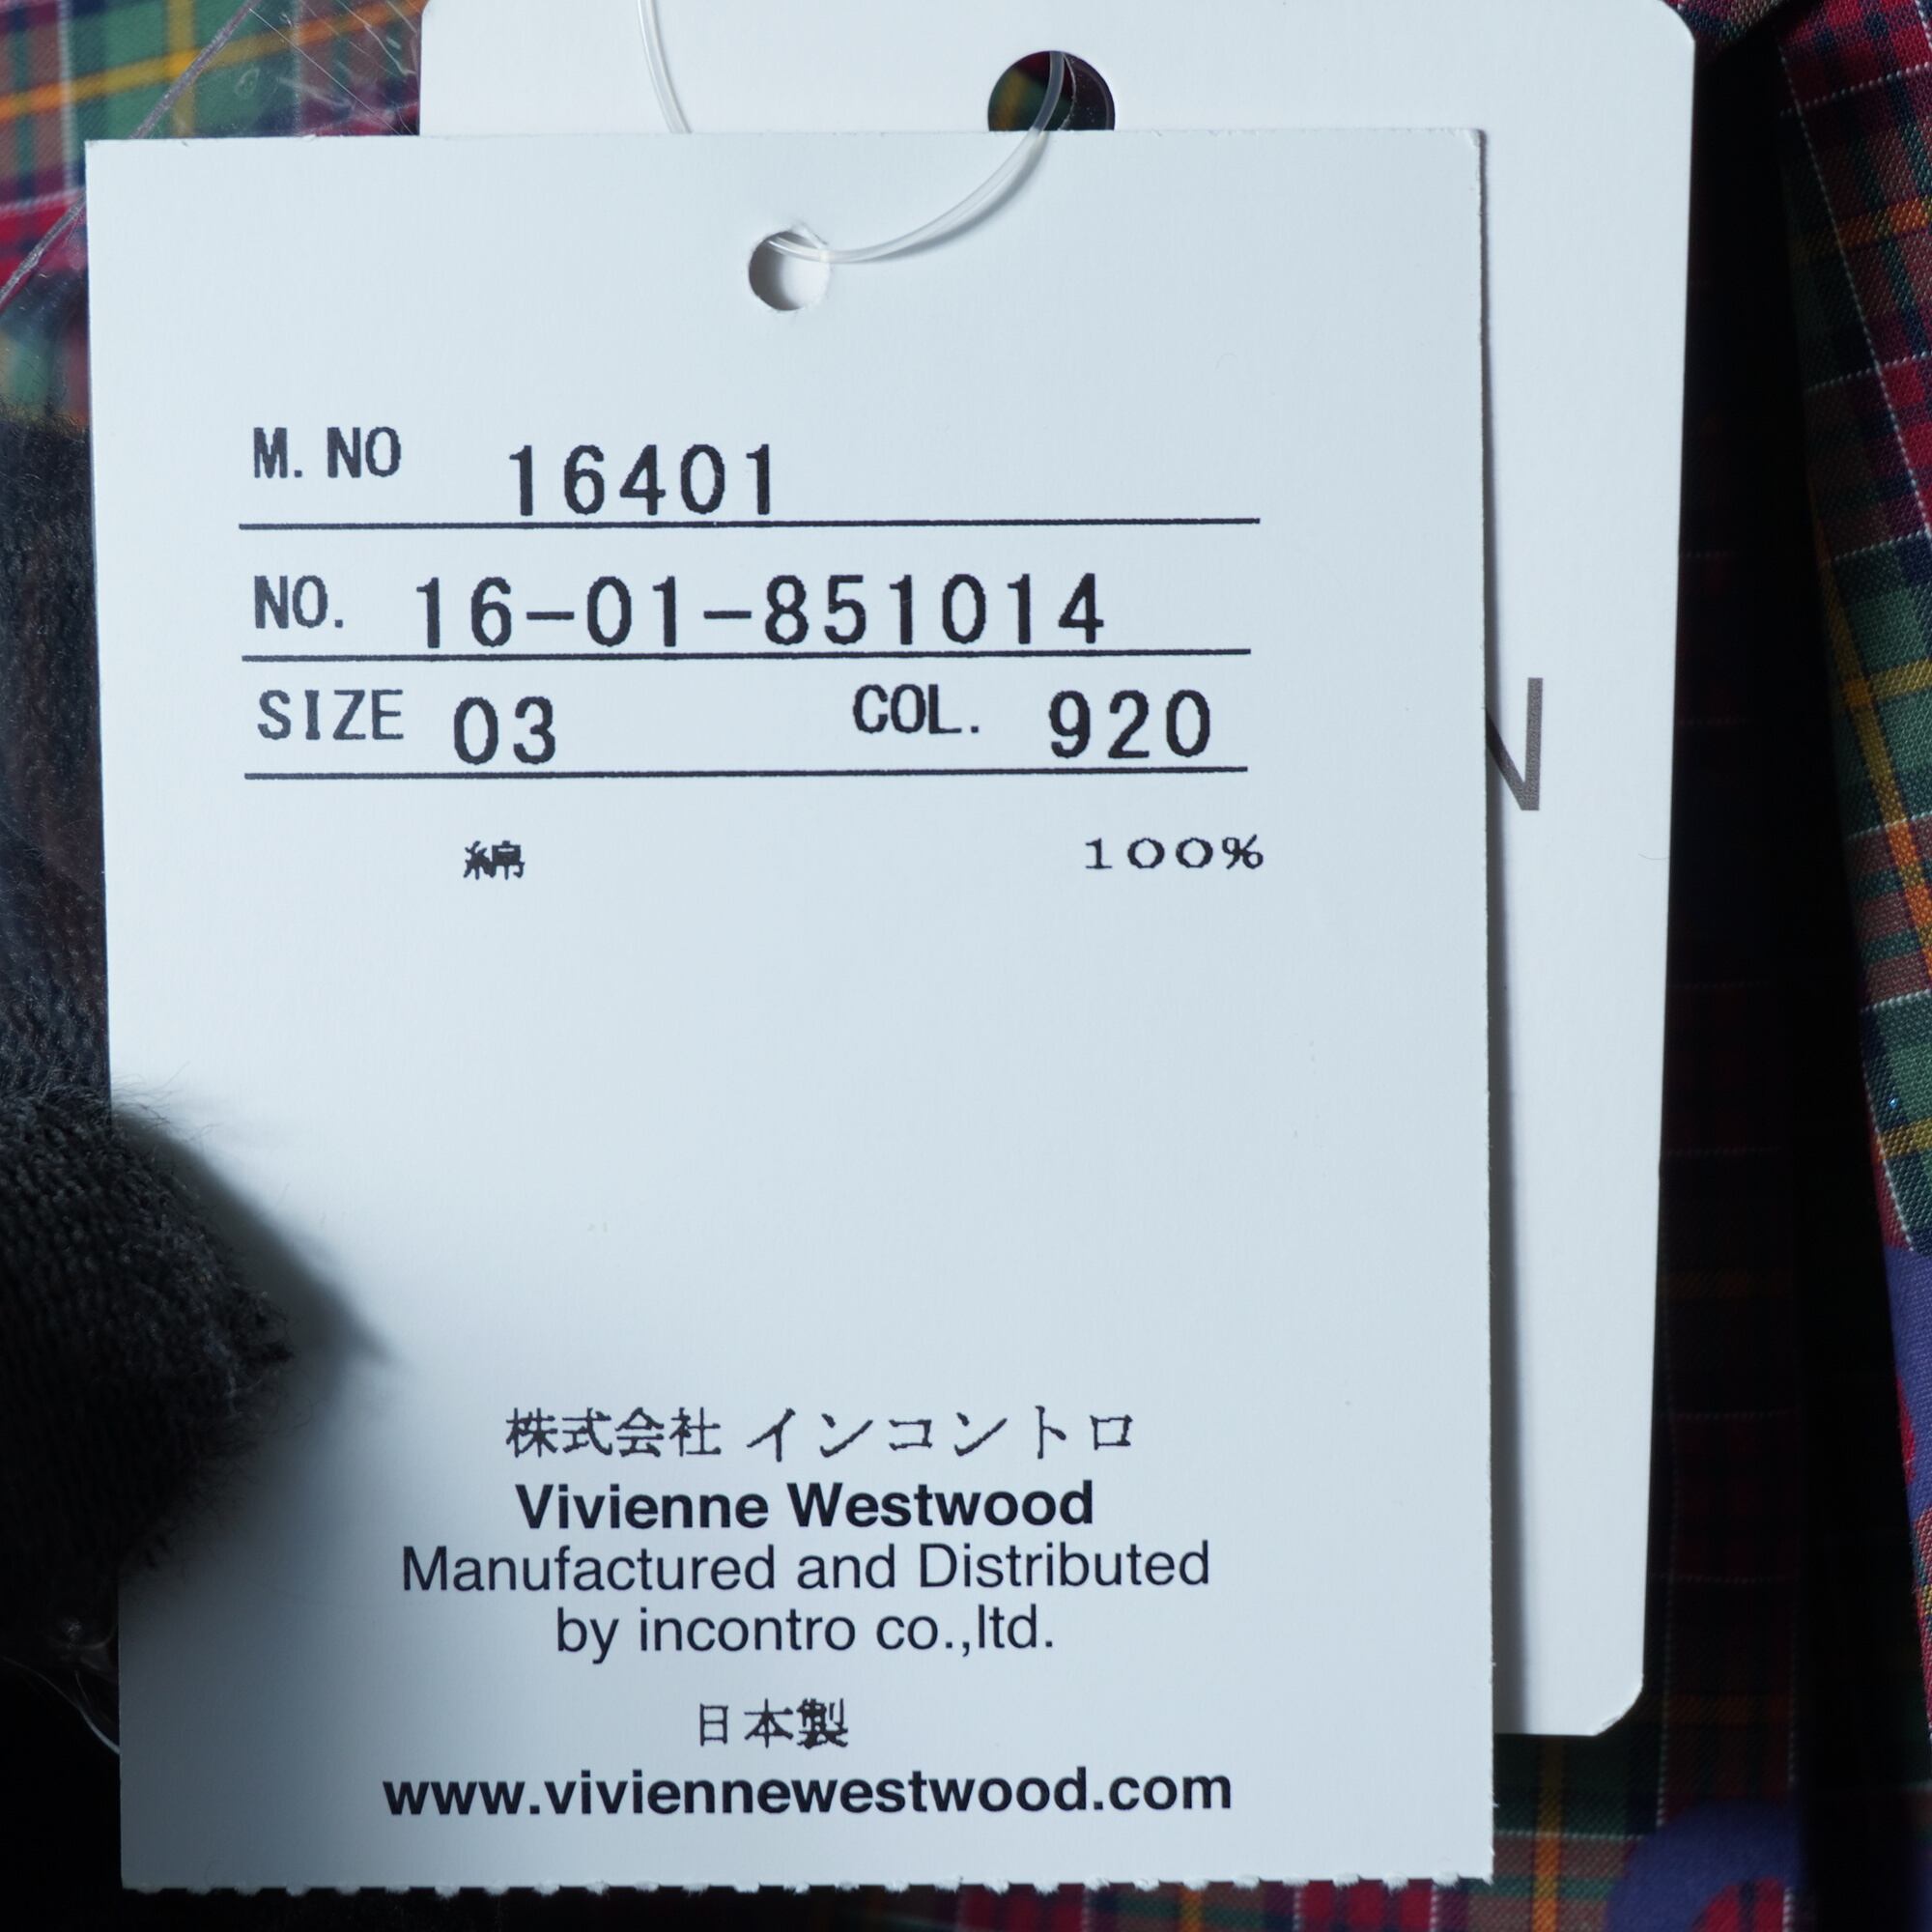 M.NO 16401
NO. 16-01-851014
SIZE 03 COL. 920
綿 100%
株式会社 インコントロ
Vivienne Westwood
Manufactured and Distributed
by incontro co.,ltd.
日本製
www.viviennewestwood.com
N